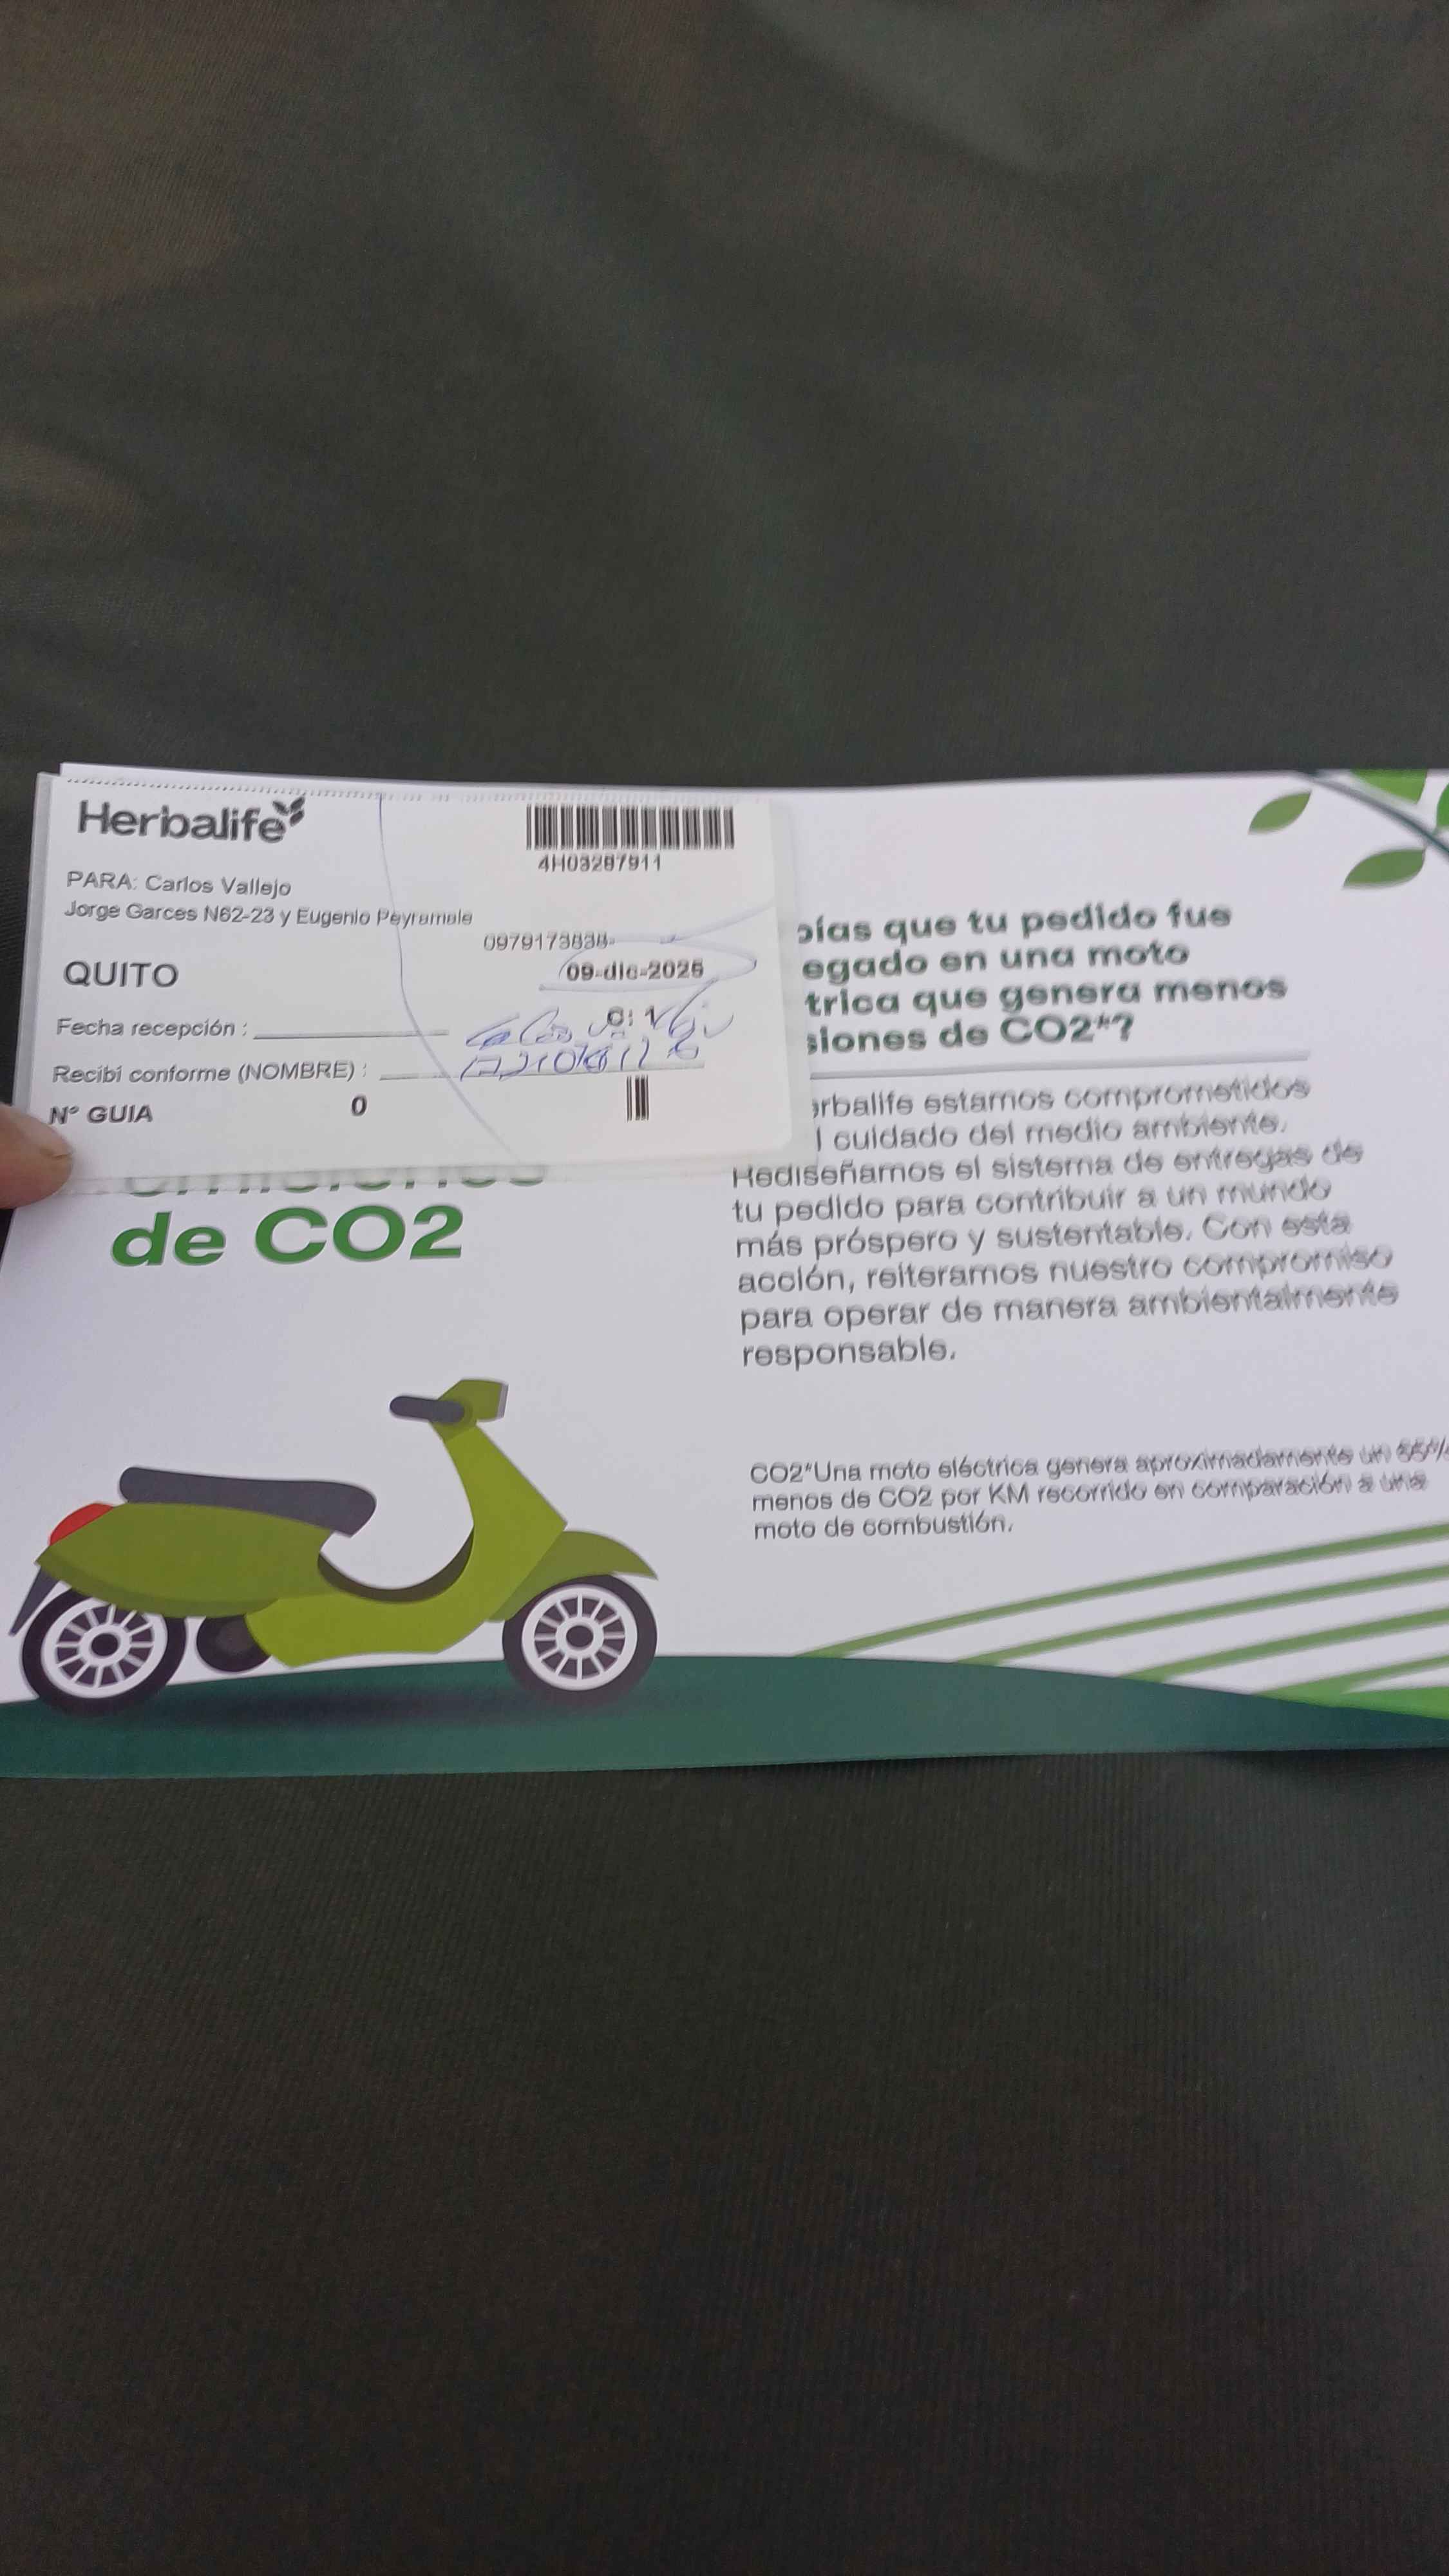 Herbalife
4H03287911
PARA: Carlos Vallejo
Jorge Garces N62-23 y Eugenio Peyramale
0979173838
QUITO
09-dic-2025
Fecha recepción :
C: 1
Recibi conforme (NOMBRE) :
N° GUIA 0
de CO2
bías que tu pedido fue
egado en una moto
trica que genera menos
siones de CO2*?
erbalife estamos comprometidos
l cuidado del medio ambiente.
Rediseñamos el sistema de entregas de
tu pedido para contribuir a un mundo
más próspero y sustentable. Con esta
acción, reiteramos nuestro compromiso
para operar de manera ambientalmente
responsable.
CO2*Una moto eléctrica genera aproximadamente un
menos de CO2 por KM recorrido en comparación a una
moto de combustión.